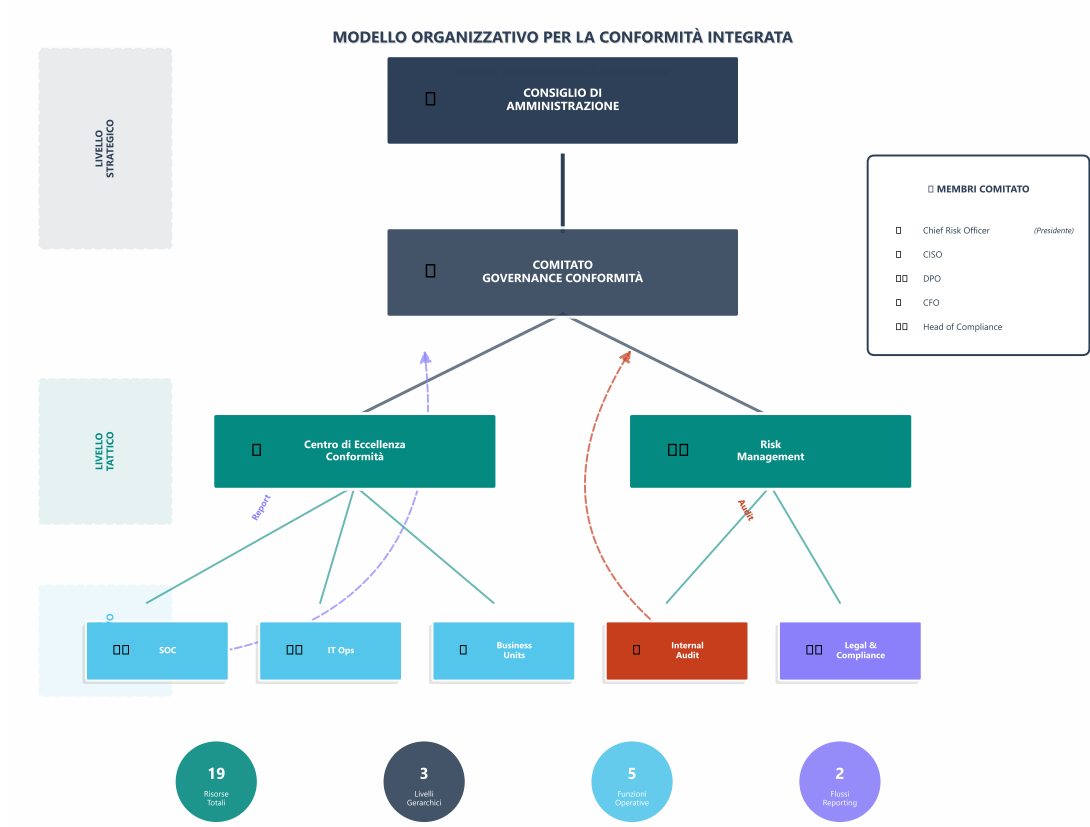 MODELLO ORGANIZZATIVO PER LA CONFORMITÀ INTEGRATA
LIVELLO
STRATEGICO
CONSIGLIO DI
AMMINISTRAZIONE
COMITATO
GOVERNANCE CONFORMITÀ
MEMBRI COMITATO
Chief Risk Officer (Presidente)
CISO
DPO
CFO
Head of Compliance
LIVELLO
TATTICO
Centro di Eccellenza
Conformità
Risk
Management
Report
Audit
SOC
IT Ops
Business
Units
Internal
Audit
Legal &
Compliance
19
Risorse
Totali
3
Livelli
Gerarchici
5
Funzioni
Operative
2
Flussi
Reporting